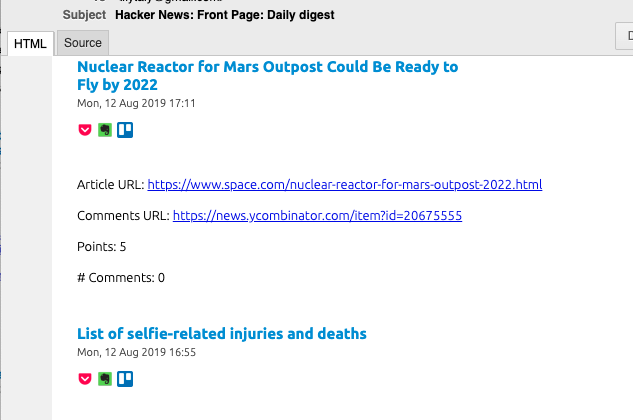 Subject Hacker News: Front Page: Daily digest
HTML Source
Nuclear Reactor for Mars Outpost Could Be Ready to
Fly by 2022
Mon, 12 Aug 2019 17:11
Article URL: https://www.space.com/nuclear-reactor-for-mars-outpost-2022.html
Comments URL: https://news.ycombinator.com/item?id=20675555
Points: 5
# Comments: 0
List of selfie-related injuries and deaths
Mon, 12 Aug 2019 16:55